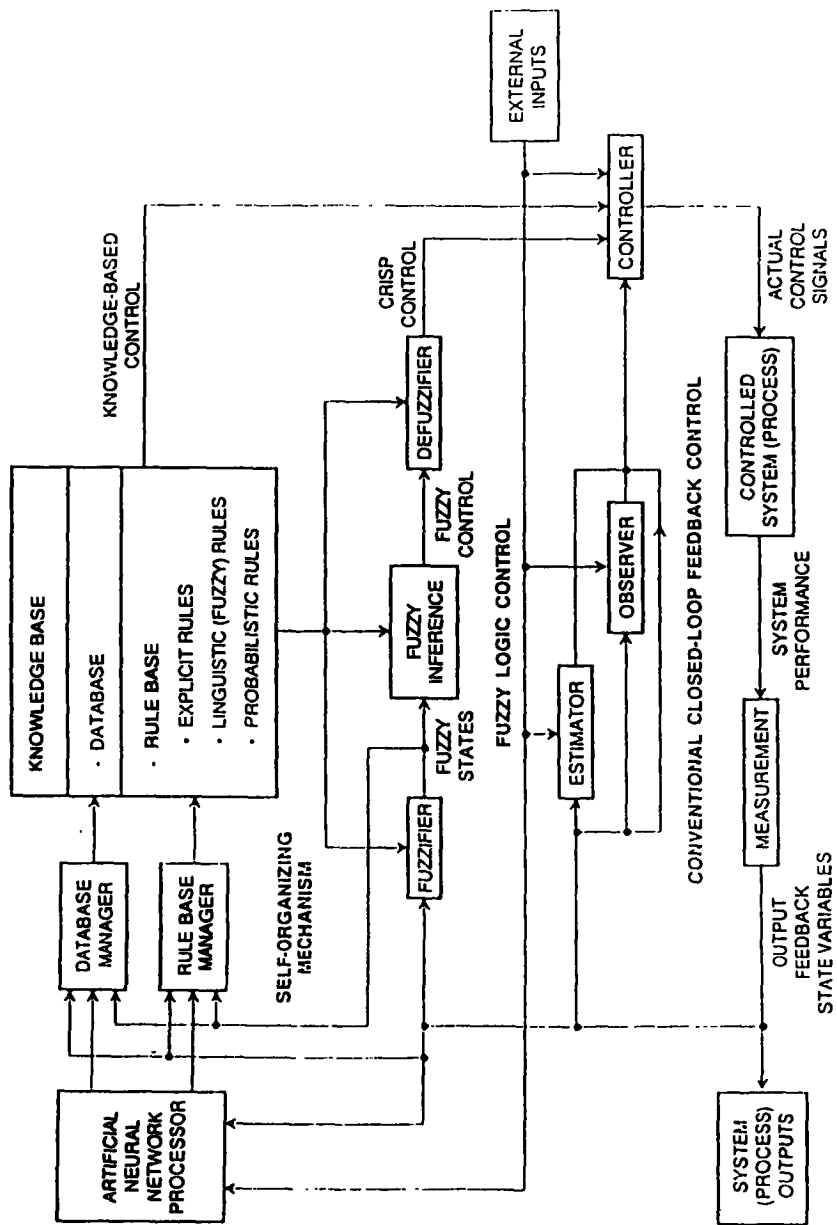 ARTIFICIAL
NEURAL
NETWORK
PROCESSOR
DATABASE
MANAGER
RULE BASE
MANAGER
SELF-ORGANIZING
MECHANISM
KNOWLEDGE BASE
· DATABASE
· RULE BASE
· EXPLICIT RULES
· LINGUISTIC (FUZZY) RULES
· PROBABILISTIC RULES
KNOWLEDGE-BASED
CONTROL
FUZZIFIER
FUZZY
STATES
FUZZY
INFERENCE
FUZZY
CONTROL
DEFUZZIFIER
CRISP
CONTROL
FUZZY LOGIC CONTROL
EXTERNAL
INPUTS
ESTIMATOR
OBSERVER
CONTROLLER
CONVENTIONAL CLOSED-LOOP FEEDBACK CONTROL
ACTUAL
CONTROL
SIGNALS
CONTROLLED
SYSTEM (PROCESS)
SYSTEM
PERFORMANCE
MEASUREMENT
OUTPUT
FEEDBACK
STATE VARIABLES
SYSTEM
(PROCESS)
OUTPUTS